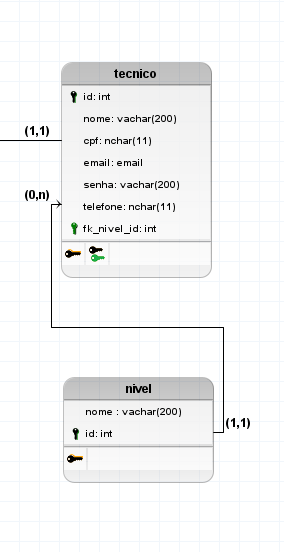 tecnico
id: int
nome: vachar(200)
(1,1)
cpf: nchar(11)
email: email
senha: vachar(200)
(0,n)
telefone: nchar(11)
fk_nivel_id: int
nivel
nome : vachar(200)
(1,1)
id: int